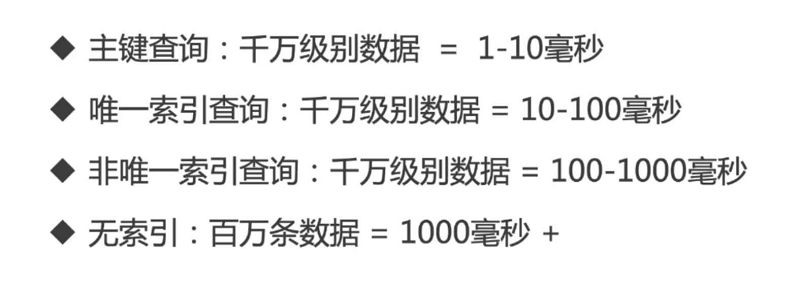 ◆ 主键查询：千万级别数据 = 1-10毫秒
◆ 唯一索引查询：千万级别数据 = 10-100毫秒
◆ 非唯一索引查询：千万级别数据 = 100-1000毫秒
◆ 无索引：百万条数据 = 1000毫秒 +